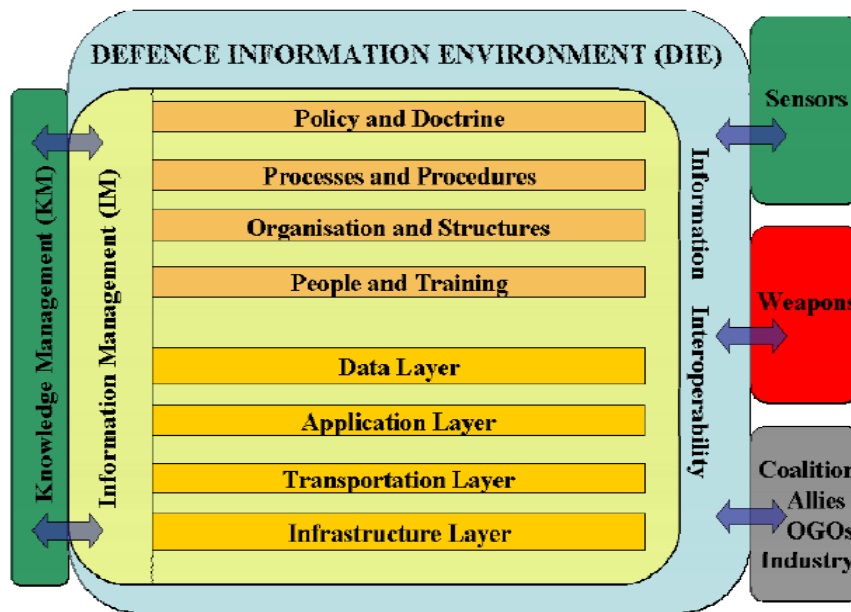 DEFENCE INFORMATION ENVIRONMENT (DIE)
Knowledge Management (KM)
Information Management (IM)
Policy and Doctrine
Processes and Procedures
Organisation and Structures
People and Training
Data Layer
Application Layer
Transportation Layer
Infrastructure Layer
Information Interoperability
Sensors
Weapons
Coalition
Allies
OGOs
Industry